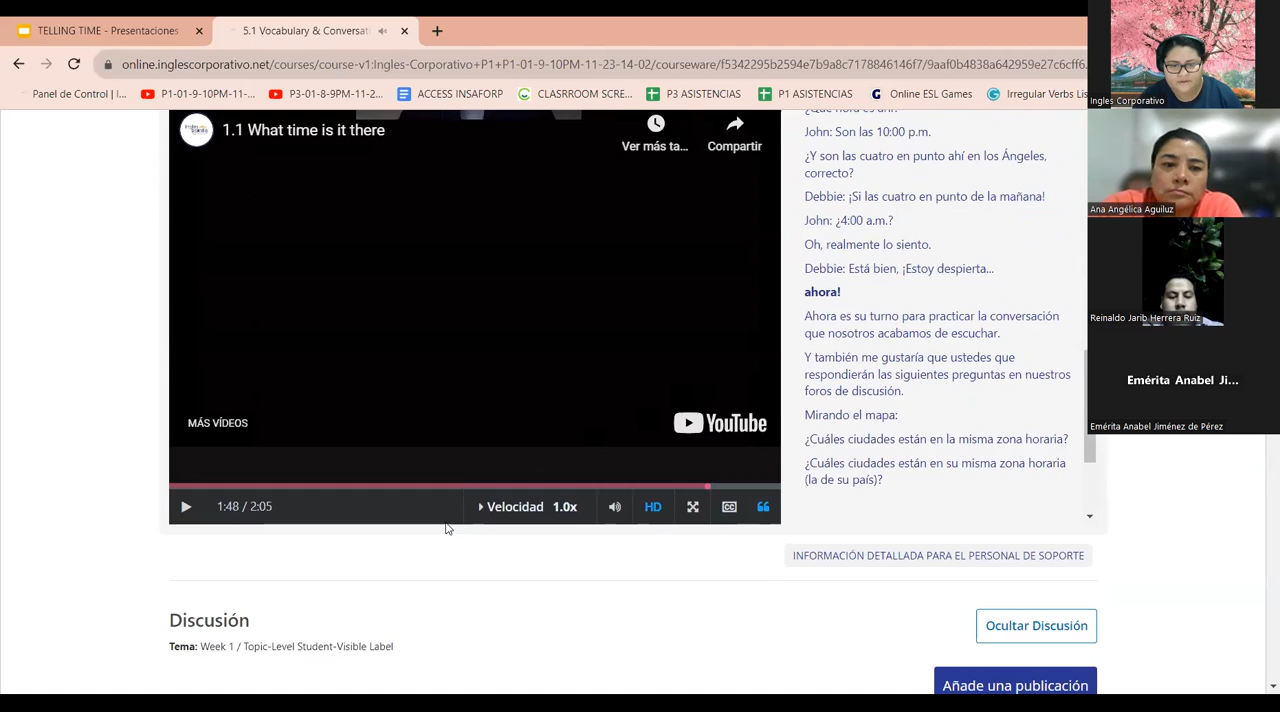 TELLING TIME - Presentaciones
5.1 Vocabulary & Conversat
online.inglescorporativo.net/courses/course-v1:Ingles-Corporativo+P1+P1-01-9-10PM-11-23-14-02/courseware/f5342295b2594e7b9a8c7178846146f7/9aaf0b4838a642959e27c6cff6.
Panel de Control | I...
P1-01-9-10PM-11-...
P3-01-8-9PM-11-2...
ACCESS INSAFORP
CLASRROOM SCRE...
P3 ASISTENCIAS
P1 ASISTENCIAS
Online ESL Games
Irregular Verbs Lis
1.1 What time is it there
Ver más ta...
Compartir
MÁS VÍDEOS
YouTube
1:48 / 2:05
Velocidad 1.0x
HD
CC
¿Qué hora es ahí?
John: Son las 10:00 p.m.
¿Y son las cuatro en punto ahí en los Ángeles,
correcto?
Debbie: ¡Si las cuatro en punto de la mañana!
John: ¿4:00 a.m.?
Oh, realmente lo siento.
Debbie: Está bien, ¡Estoy despierta...
ahora!
Ahora es su turno para practicar la conversación
que nosotros acabamos de escuchar.
Y también me gustaría que ustedes que
respondierán las siguientes preguntas en nuestros
foros de discusión.
Mirando el mapa:
¿Cuáles ciudades están en la misma zona horaria?
¿Cuáles ciudades están en su misma zona horaria
(la de su país)?
INFORMACIÓN DETALLADA PARA EL PERSONAL DE SOPORTE
Discusión
Tema: Week 1 / Topic-Level Student-Visible Label
Ocultar Discusión
Añade una publicación
Ingles Corporativo
Ana Angélica Aguiluz
Reinaldo Jarib Herrera Ruiz
Emérita Anabel Ji...
Emérita Anabel Jiménez de Pérez